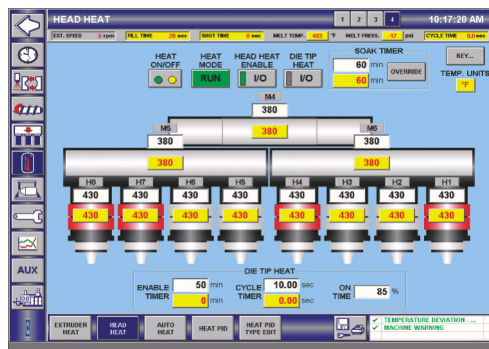 HEAD HEAT
1 2 3 4
10:17:20 AM
EXT. SPEED 0 rpm FILL TIME 20 sec SHOT TIME 0 sec MELT TEMP. 403 °F MELT PRESS. -17 psi CYCLE TIME 0.0 sec
HEAT ON/OFF
HEAT MODE
RUN
HEAD HEAT ENABLE
I/O
DIE TIP HEAT
I/O
SOAK TIMER
60 min
60 min
OVERRIDE
KEY...
TEMP. UNITS
°F
M4
380
380
M5
380
380
M6
380
380
H8 H7 H6 H5 H4 H3 H2 H1
430 430 430 430 430 430 430 430
430 430 430 430 430 430 430 430
DIE TIP HEAT
ENABLE TIMER
50 min
0 min
CYCLE TIMER
10.00 sec
0.00 sec
ON TIME
85 %
AUX
EXTRUDER HEAT
HEAD HEAT
AUTO HEAT
HEAT PID
HEAT PID TYPE EDIT
✓ TEMPERATURE DEVIATION - ...
✓ MACHINE WARNING